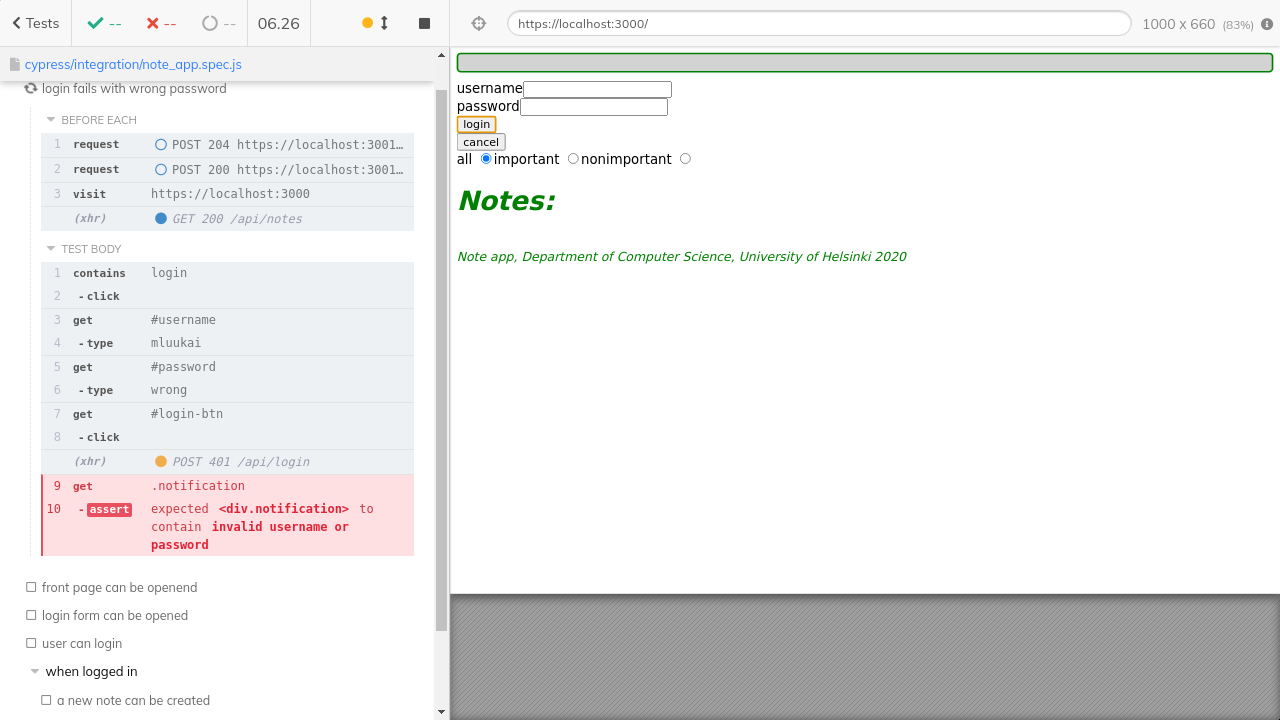 Tests
--
--
--
06.26
https://localhost:3000/
1000 x 660 (83%)
cypress/integration/note_app.spec.js
login fails with wrong password
BEFORE EACH
1 request POST 204 https://localhost:3001…
2 request POST 200 https://localhost:3001…
3 visit https://localhost:3000
(xhr) GET 200 /api/notes
TEST BODY
1 contains login
2 -click
3 get #username
4 -type mluukai
5 get #password
6 -type wrong
7 get #login-btn
8 -click
(xhr) POST 401 /api/login
9 get .notification
10 -assert expected <div.notification> to
contain invalid username or
password
front page can be openend
login form can be opened
user can login
when logged in
a new note can be created
username
password
login
cancel
all important nonimportant
Notes:
Note app, Department of Computer Science, University of Helsinki 2020